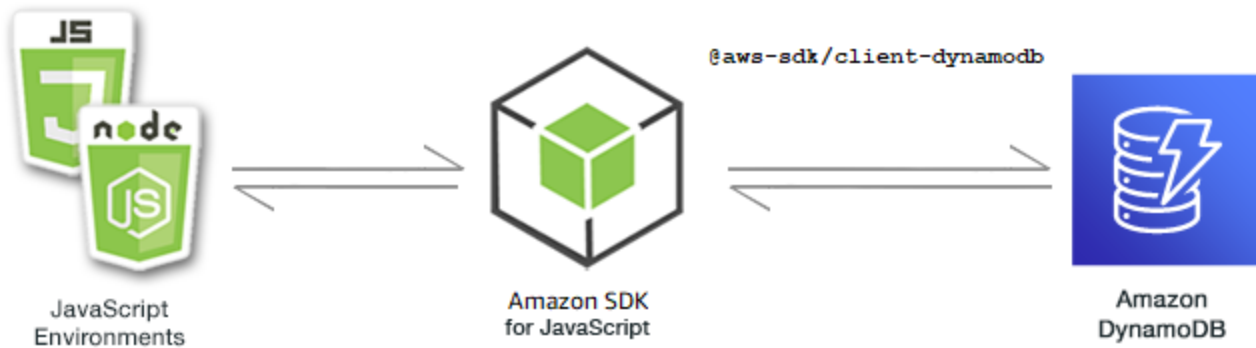 JS
node
JS
@aws-sdk/client-dynamodb
JavaScript
Environments
Amazon SDK
for JavaScript
Amazon
DynamoDB